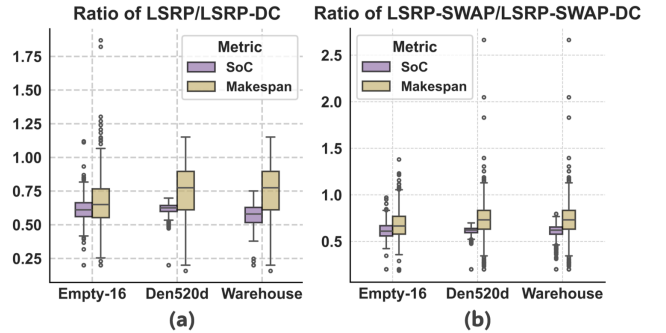 Ratio of LSRP/LSRP-DC
Metric
SoC
Makespan
1.75
1.50
1.25
1.00
0.75
0.50
0.25
Empty-16 Den520d Warehouse
(a)
Ratio of LSRP-SWAP/LSRP-SWAP-DC
Metric
SoC
Makespan
2.5
2.0
1.5
1.0
0.5
Empty-16 Den520d Warehouse
(b)